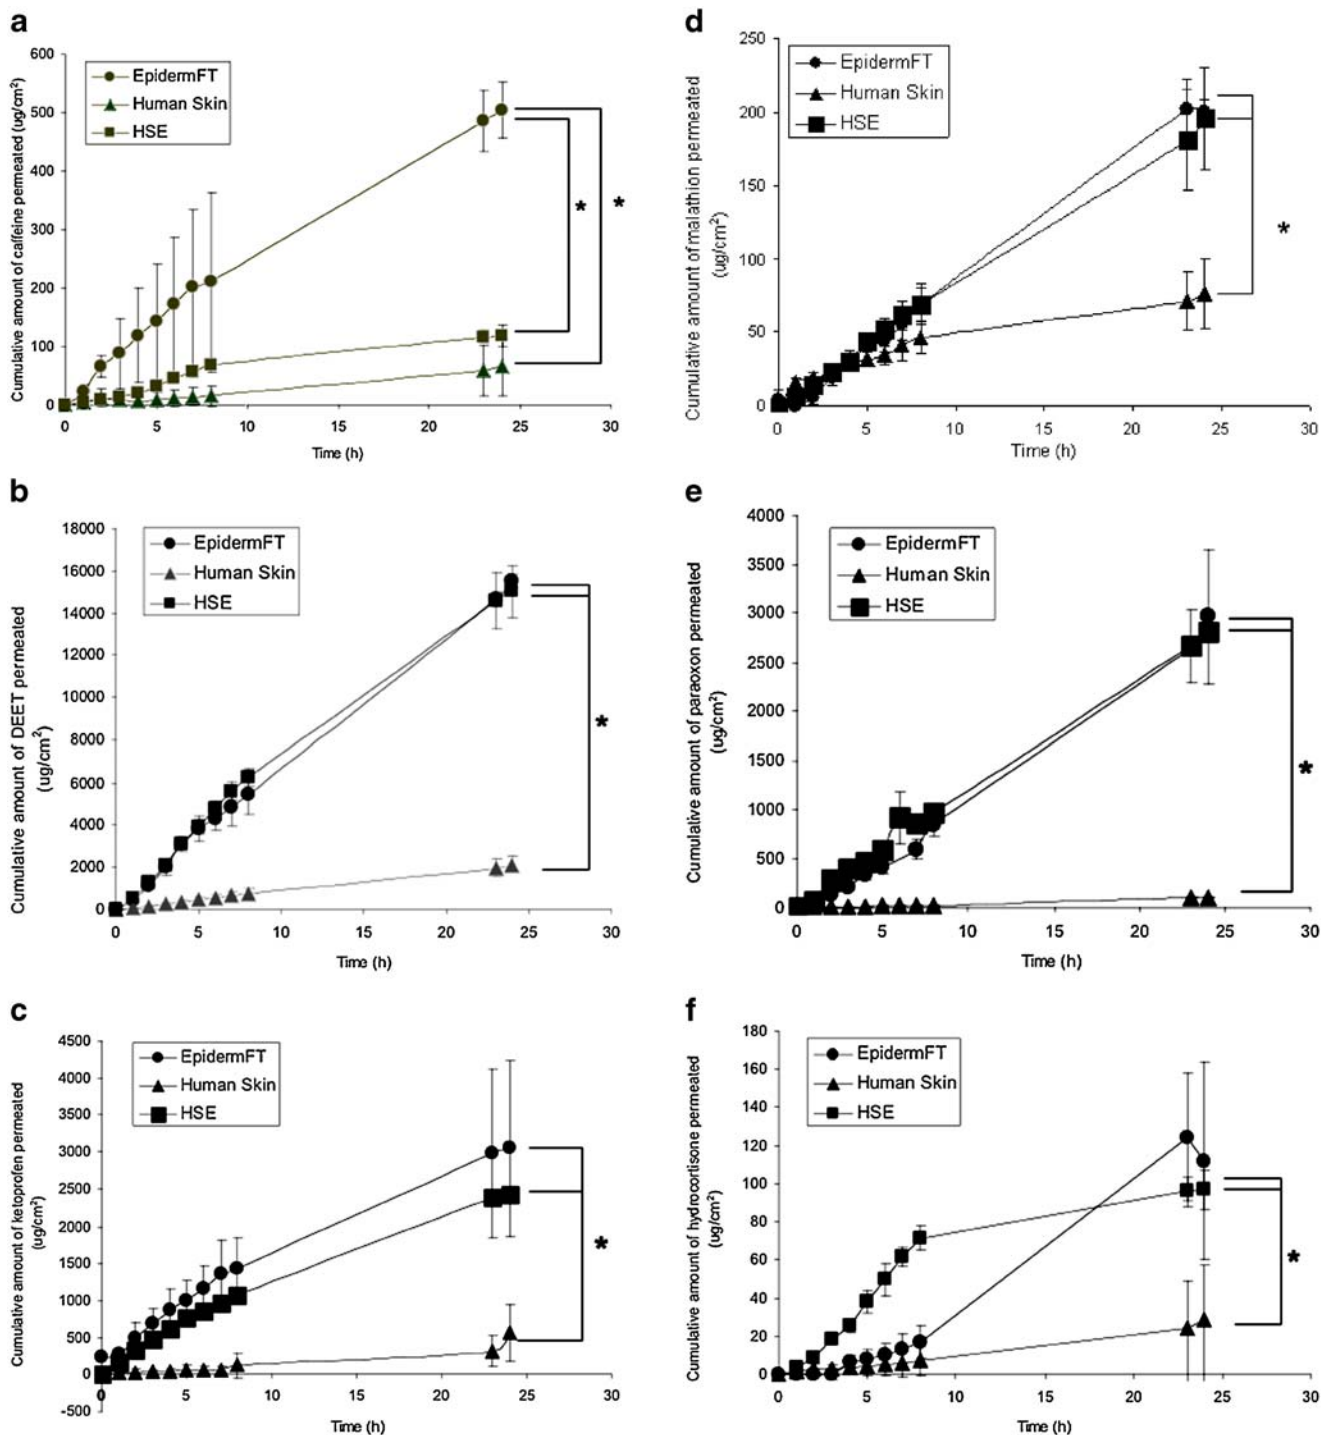 a
Cumulative amount of caffeine permeated (ug/cm2)
600
500
400
300
200
100
0
EpidermFT
Human Skin
HSE
*
*
0 5 10 15 20 25 30
Time (h)
b
Cumulative amount of DEET permeated
(ug/cm2)
18000
16000
14000
12000
10000
8000
6000
4000
2000
0
EpidermFT
Human Skin
HSE
*
0 5 10 15 20 25 30
Time (h)
c
Cumulative amount of ketoprofen permeated
(ug/cm2)
4500
4000
3500
3000
2500
2000
1500
1000
500
0
-500
EpidermFT
Human Skin
HSE
*
0 5 10 15 20 25 30
Time (h)
d
Cumulative amount of malathion permeated
(ug/cm2)
250
200
150
100
50
0
EpidermFT
Human Skin
HSE
*
0 5 10 15 20 25 30
Time (h)
e
Cumulative amount of paraoxon permeated
(ug/cm2)
4000
3500
3000
2500
2000
1500
1000
500
0
EpidermFT
Human Skin
HSE
*
0 5 10 15 20 25 30
Time (h)
f
Cumulative amount of hydrocortisone permeated
(ug/cm2)
180
160
140
120
100
80
60
40
20
0
EpidermFT
Human Skin
HSE
*
0 5 10 15 20 25 30
Time (h)